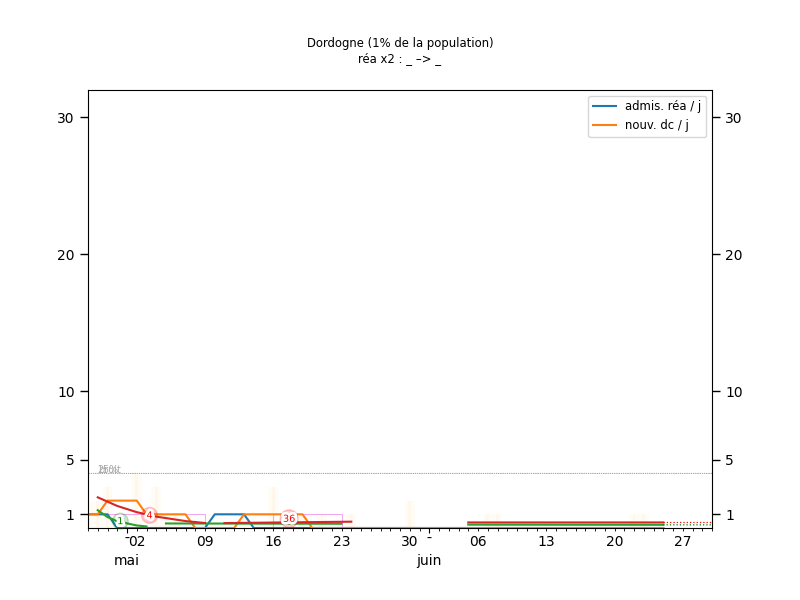 Dordogne (1% de la population)
réa x2 : _ –> _
admis. réa / j
nouv. dc / j
30 30
20 20
10 10
5 5
1 1
1 4 36
02 09 16 23 30 06 13 20 27
mai juin